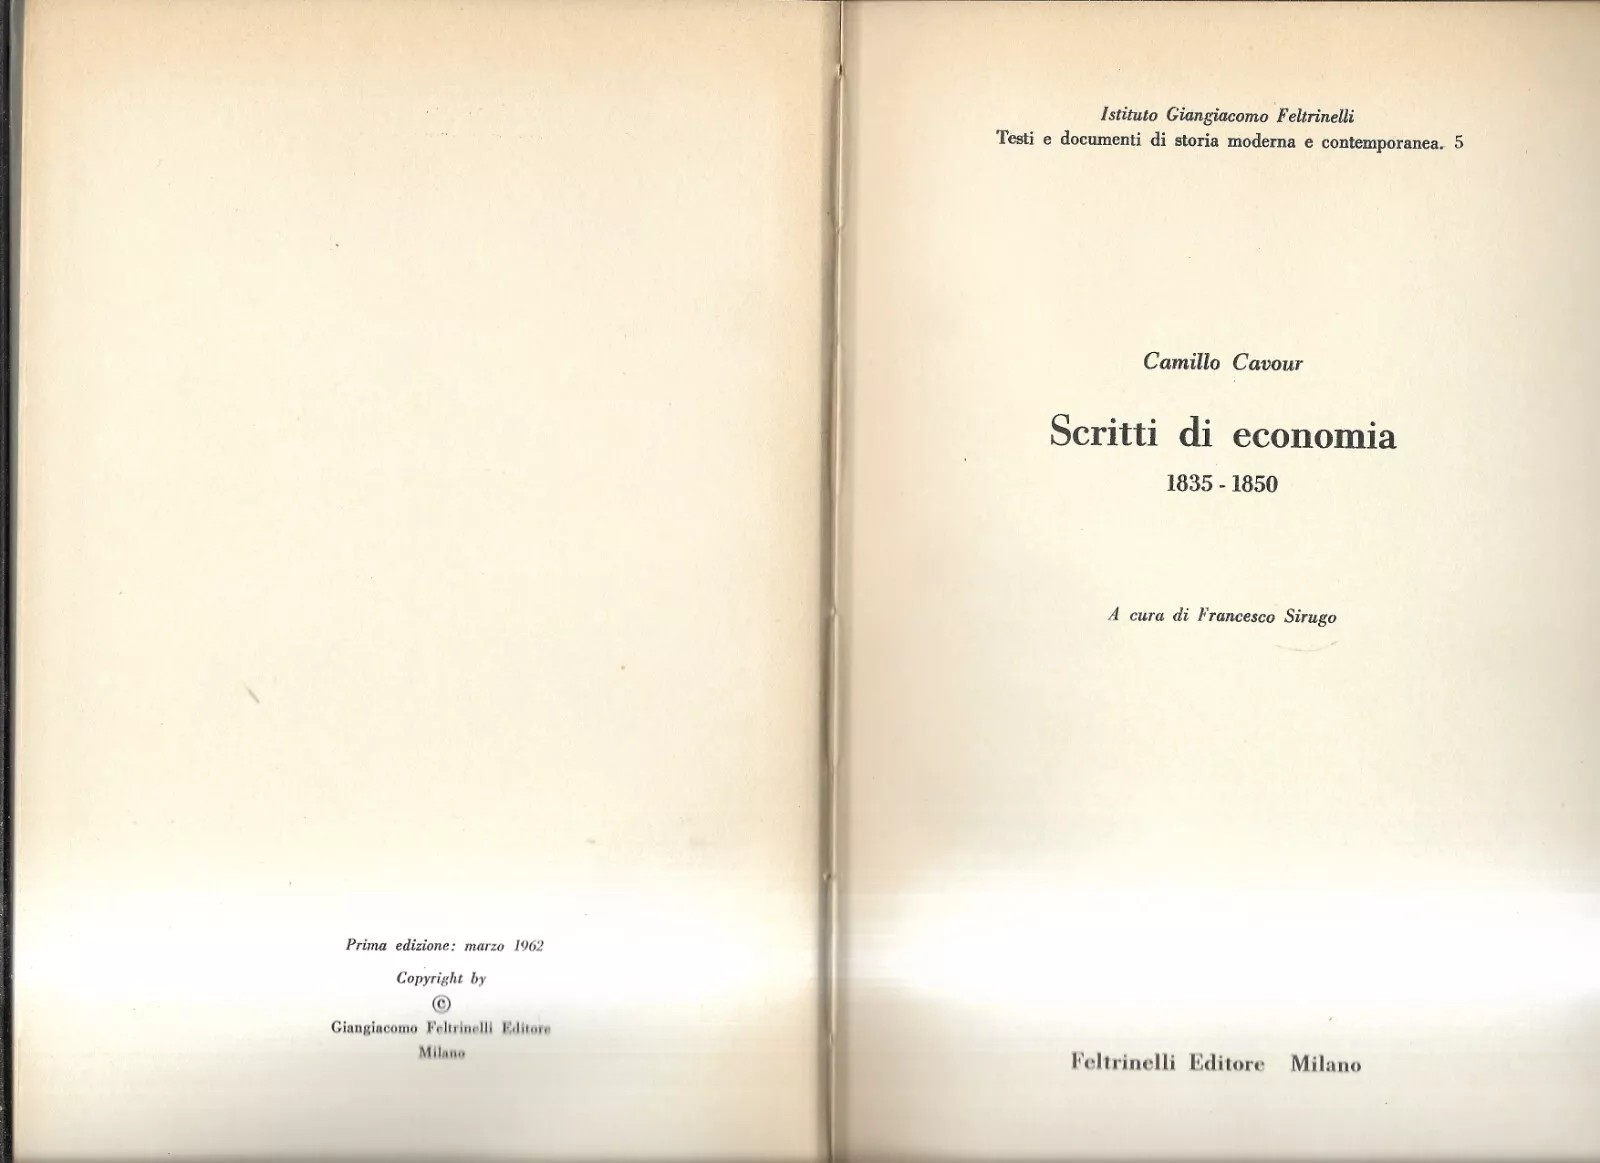 Prima edizione: marzo 1962
Copyright by
©
Giangiacomo Feltrinelli Editore
Milano
Istituto Giangiacomo Feltrinelli
Testi e documenti di storia moderna e contemporanea. 5
Camillo Cavour
Scritti di economia
1835 - 1850
A cura di Francesco Sirugo
Feltrinelli Editore Milano